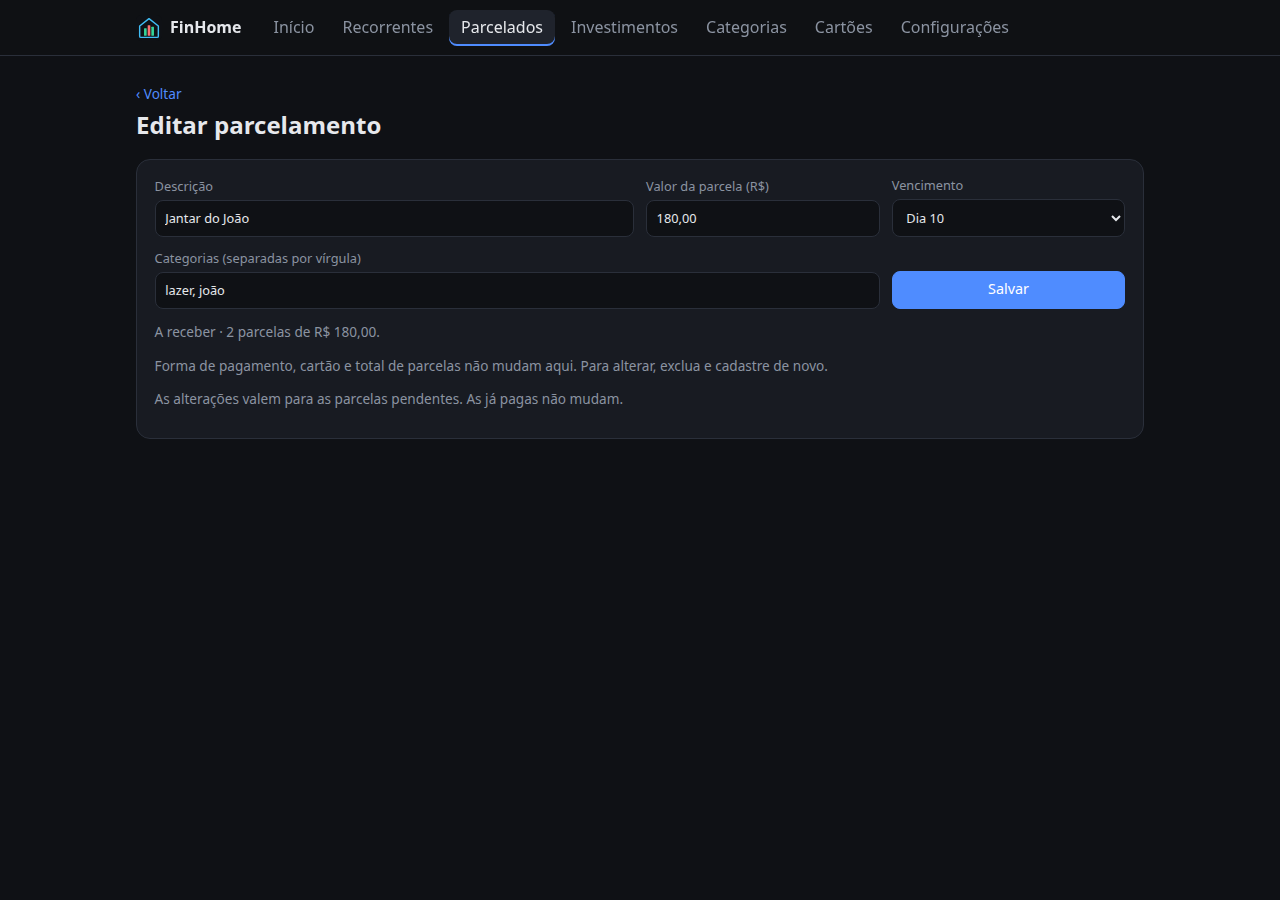 FinHome Início Recorrentes Parcelados Investimentos Categorias Cartões Configurações
‹ Voltar
Editar parcelamento
Descrição Valor da parcela (R$) Vencimento
Jantar do João 180,00 Dia 10
Categorias (separadas por vírgula)
lazer, joão Salvar
A receber · 2 parcelas de R$ 180,00.
Forma de pagamento, cartão e total de parcelas não mudam aqui. Para alterar, exclua e cadastre de novo.
As alterações valem para as parcelas pendentes. As já pagas não mudam.